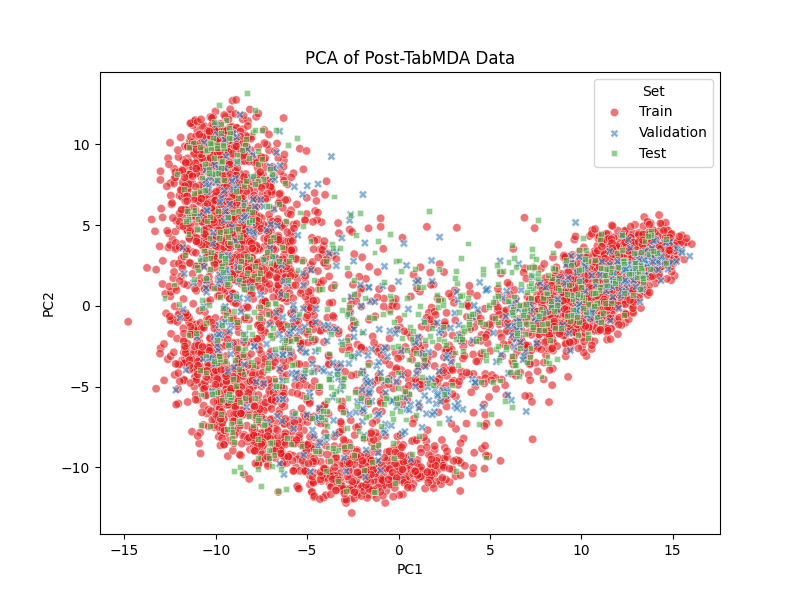 PCA of Post-TabMDA Data
Set
Train
Validation
Test
PC2
10
5
0
−5
−10
−15
−10
−5
0
5
10
15
PC1